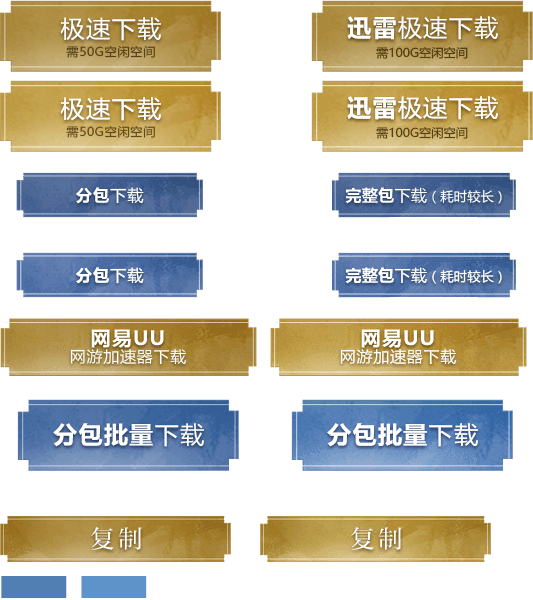 极速下载
需50G空闲空间
迅雷极速下载
需100G空闲空间
极速下载
需50G空闲空间
迅雷极速下载
需100G空闲空间
分包下载
完整包下载（耗时较长）
分包下载
完整包下载（耗时较长）
网易UU
网游加速器下载
网易UU
网游加速器下载
分包批量下载
分包批量下载
复制
复制